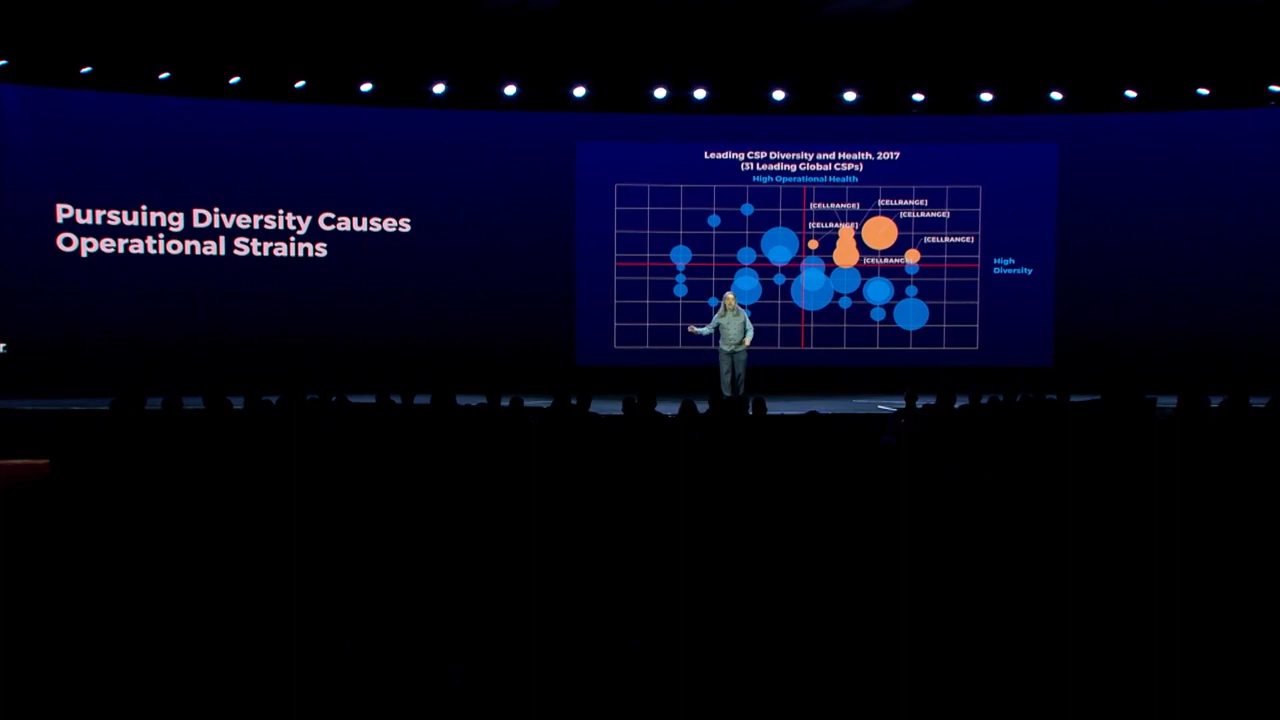 Pursuing Diversity Causes
Operational Strains
Leading CSP Diversity and Health, 2017
(31 Leading Global CSPs)
High Operational Health
[CELLRANGE]
[CELLRANGE]
[CELLRANGE]
[CELLRANGE]
[CELLRANGE]
[CELLRANGE]
High
Diversity